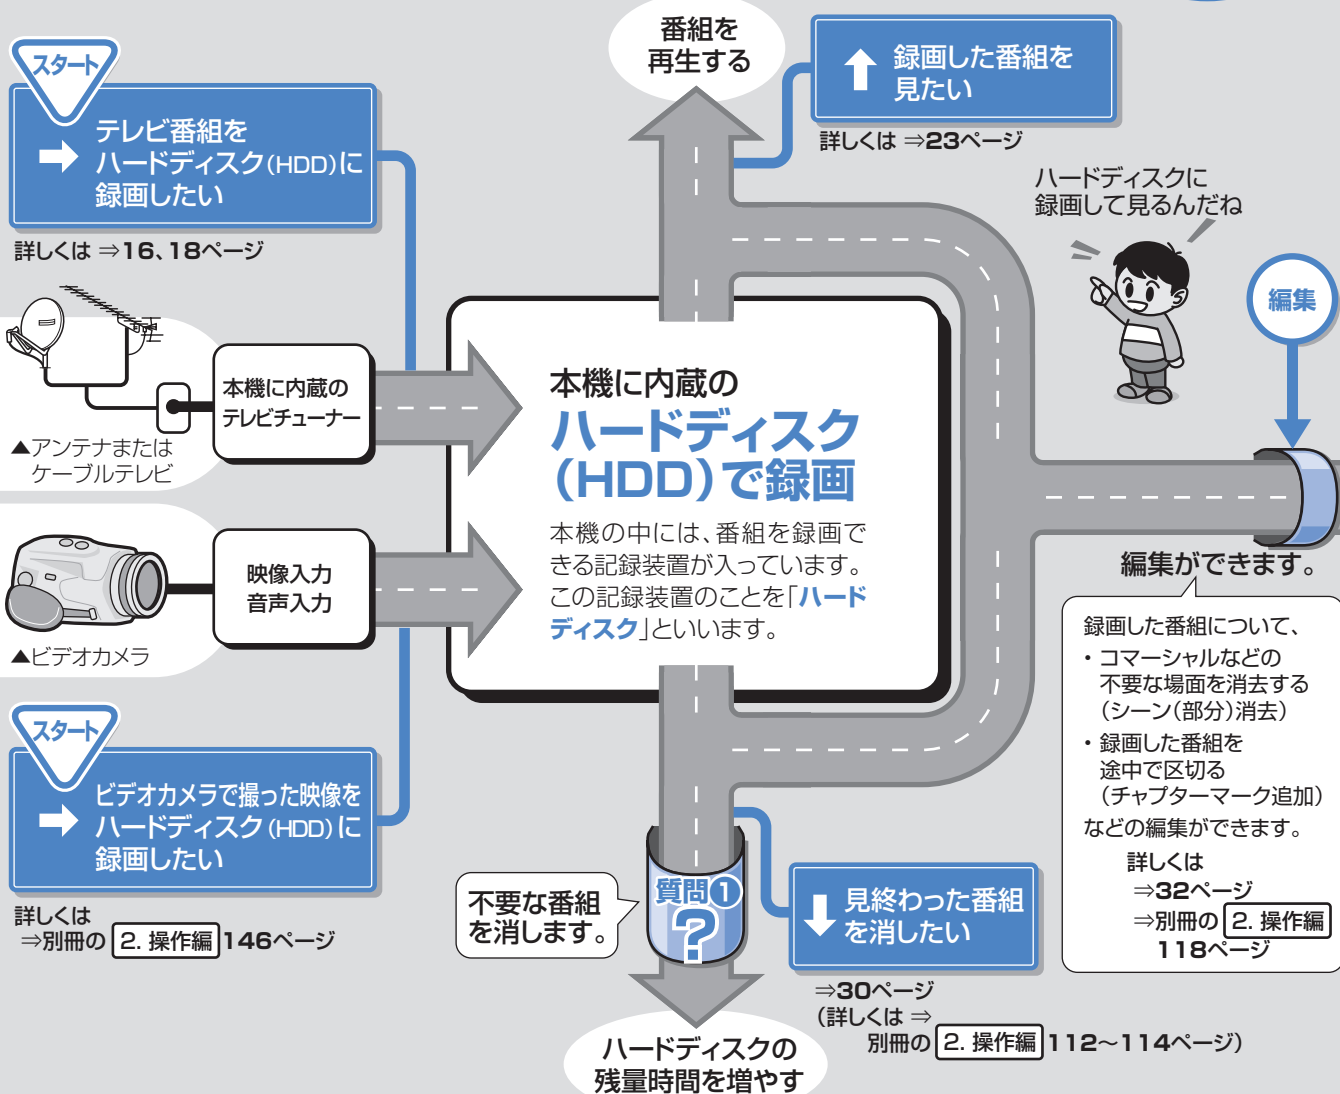 スタート
テレビ番組を
ハードディスク(HDD)に
録画したい
詳しくは ⇒16、18ページ
▲アンテナまたは
ケーブルテレビ
本機に内蔵の
テレビチューナー
▲ビデオカメラ
映像入力
音声入力
スタート
ビデオカメラで撮った映像を
ハードディスク(HDD)に
録画したい
詳しくは
⇒別冊の 2. 操作編 146ページ
番組を
再生する
録画した番組を
見たい
詳しくは ⇒23ページ
ハードディスクに
録画して見るんだね
本機に内蔵の
ハードディスク
(HDD)で録画
本機の中には、番組を録画で
きる記録装置が入っています。
この記録装置のことを「ハード
ディスク」といいます。
編集
編集ができます。
録画した番組について、
・コマーシャルなどの
不要な場面を消去する
(シーン(部分)消去)
・録画した番組を
途中で区切る
(チャプターマーク追加)
などの編集ができます。
詳しくは
⇒32ページ
⇒別冊の 2. 操作編
118ページ
不要な番組
を消します。
質問①
?
見終わった番組
を消したい
⇒30ページ
(詳しくは ⇒
別冊の 2. 操作編 112〜114ページ)
ハードディスクの
残量時間を増やす